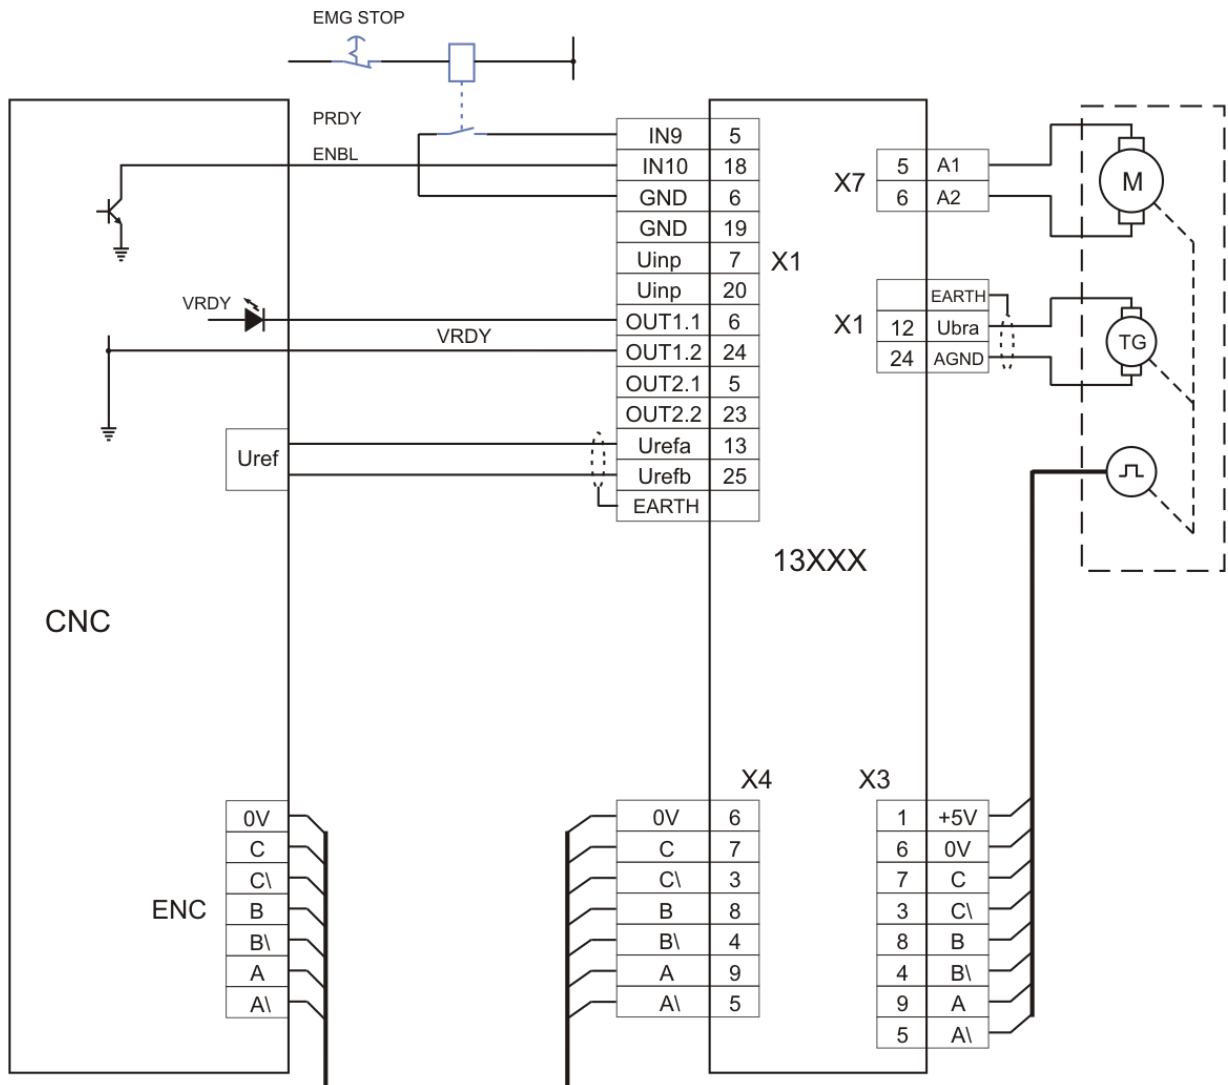 EMG STOP
PRDY
ENBL
IN9 5
IN10 18
GND 6
GND 19
Uinp 7
Uinp 20
OUT1.1 6
OUT1.2 24
OUT2.1 5
OUT2.2 23
Urefa 13
Urefb 25
EARTH
X1
VRDY
VRDY
Uref
CNC
13XXX
X7
5 A1
6 A2
M
X1
EARTH
12 Ubra
24 AGND
TG
ENC
0V
C
C\
B
B\
A
A\
X4
0V 6
C 7
C\ 3
B 8
B\ 4
A 9
A\ 5
X3
1 +5V
6 0V
7 C
3 C\
8 B
4 B\
9 A
5 A\